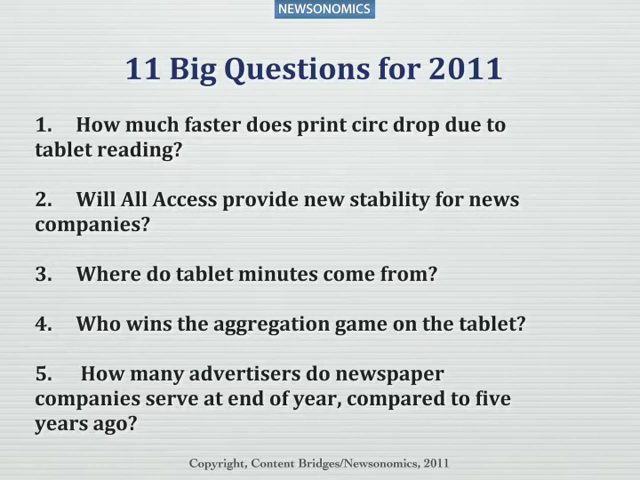 NEWSONOMICS
11 Big Questions for 2011
1. How much faster does print circ drop due to
tablet reading?
2. Will All Access provide new stability for news
companies?
3. Where do tablet minutes come from?
4. Who wins the aggregation game on the tablet?
5. How many advertisers do newspaper
companies serve at end of year, compared to five
years ago?
Copyright, Content Bridges/Newsonomics, 2011